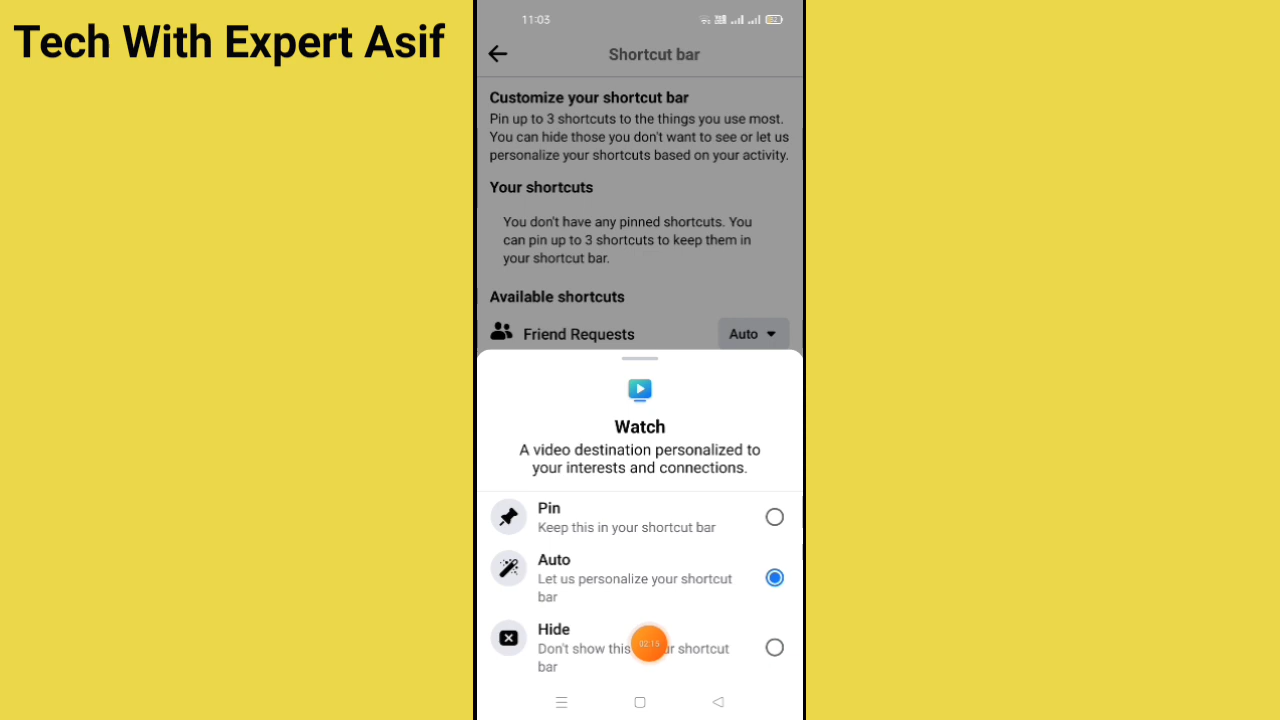 Tech With Expert Asif
11:03
Shortcut bar
Customize your shortcut bar
Pin up to 3 shortcuts to the things you use most.
You can hide those you don't want to see or let us
personalize your shortcuts based on your activity.
Your shortcuts
You don't have any pinned shortcuts. You
can pin up to 3 shortcuts to keep them in
your shortcut bar.
Available shortcuts
Friend Requests
Auto
Watch
A video destination personalized to
your interests and connections.
Pin
Keep this in your shortcut bar
Auto
Let us personalize your shortcut
bar
Hide
Don't show this 02:15 r shortcut
bar